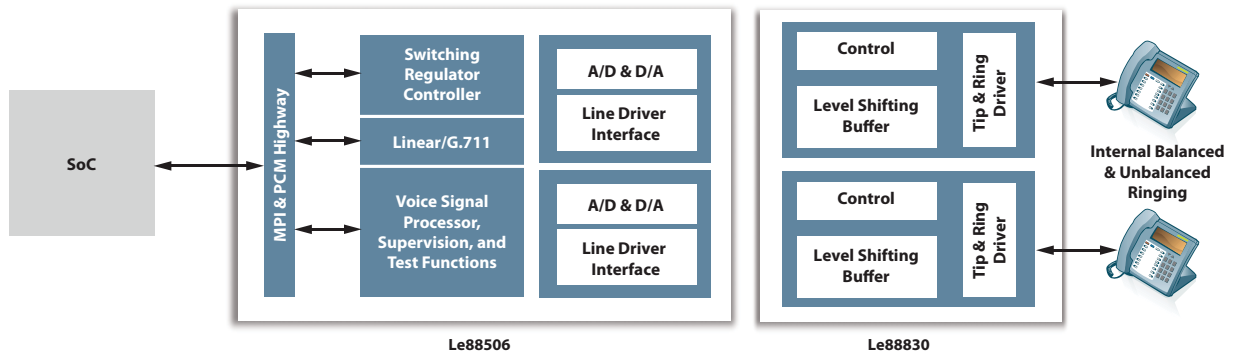 SoC
MPI & PCM Highway
Switching
Regulator
Controller
Linear/G.711
Voice Signal
Processor,
Supervision, and
Test Functions
A/D & D/A
Line Driver
Interface
A/D & D/A
Line Driver
Interface
Le88506
Control
Level Shifting
Buffer
Tip & Ring
Driver
Control
Level Shifting
Buffer
Tip & Ring
Driver
Le88830
Internal Balanced
& Unbalanced
Ringing